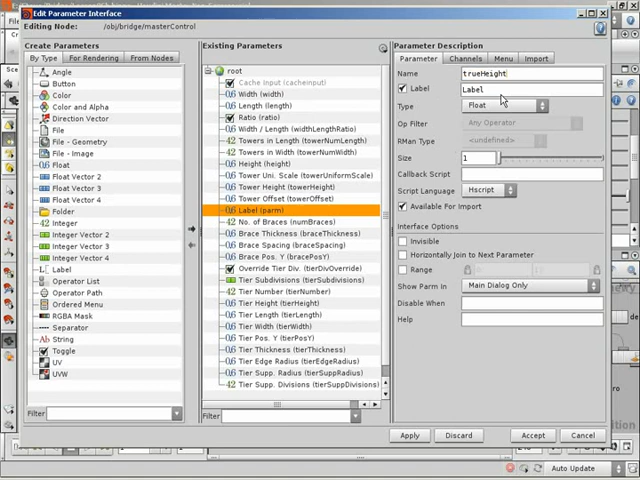 Edit Parameter Interface
Editing Node: /obj/bridge/masterControl
Create Parameters
By Type For Rendering From Nodes
Angle
Button
Color
Color and Alpha
Direction Vector
File
File - Geometry
File - Image
Float
Float Vector 2
Float Vector 3
Float Vector 4
Folder
Integer
Integer Vector 2
Integer Vector 3
Integer Vector 4
Label
Operator List
Operator Path
Ordered Menu
RGBA Mask
Separator
String
Toggle
UV
UVW
Filter
Existing Parameters
root
Cache Input (cacheInput)
Width (width)
Length (length)
Ratio (ratio)
Width / Length (widthLengthRatio)
Towers in Length (numTowersLength)
Towers in Width (numTowersWidth)
Height (height)
Tower Uni. Scale (towerUniformScale)
Tower Height (towerHeight)
Tower Offset (towerOffset)
Label (parm)
No. of Braces (numBraces)
Brace Thickness (braceThickness)
Brace Spacing (braceSpacing)
Brace Pos. Y (bracePosY)
Override Tier Div. (tierDivOverride)
Tier Subdivisions (tierSubdivisions)
Tier Number (tierNumber)
Tier Height (tierHeight)
Tier Length (tierLength)
Tier Width (tierWidth)
Tier Pos. Y (tierPosY)
Tier Thickness (tierThickness)
Tier Edge Radius (tierEdgeRadius)
Tier Supp. Radius (tierSuppRadius)
Tier Supp. Divisions (tierSuppDivisions)
Filter
Parameter Description
Parameter Channels Menu Import
Name trueHeight
Label Label
Type Float
Op Filter Any Operator
RMan Type <undefined>
Size 1
Callback Script
Script Language Hscript
Available For Import
Interface Options
Invisible
Horizontally Join to Next Parameter
Range
Show Parm in Main Dialog Only
Disable When
Help
Apply Discard Accept Cancel
Auto Update